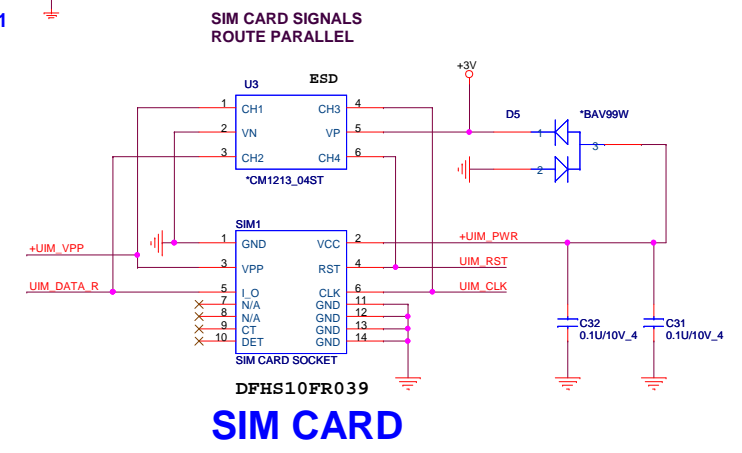 1
SIM CARD SIGNALS
ROUTE PARALLEL
+3V
U3
ESD
1 CH1 CH3 4
2 VN VP 5
3 CH2 CH4 6
*CM1213_04ST
D5
*BAV99W
1
3
2
SIM1
1 GND VCC 2
3 VPP RST 4
5 I_O CLK 6
7 N/A GND 11
8 N/A GND 12
9 CT GND 13
10 DET GND 14
SIM CARD SOCKET
+UIM_VPP
UIM_DATA_R
+UIM_PWR
UIM_RST
UIM_CLK
C32
0.1U/10V_4
C31
0.1U/10V_4
DFHS10FR039
SIM CARD